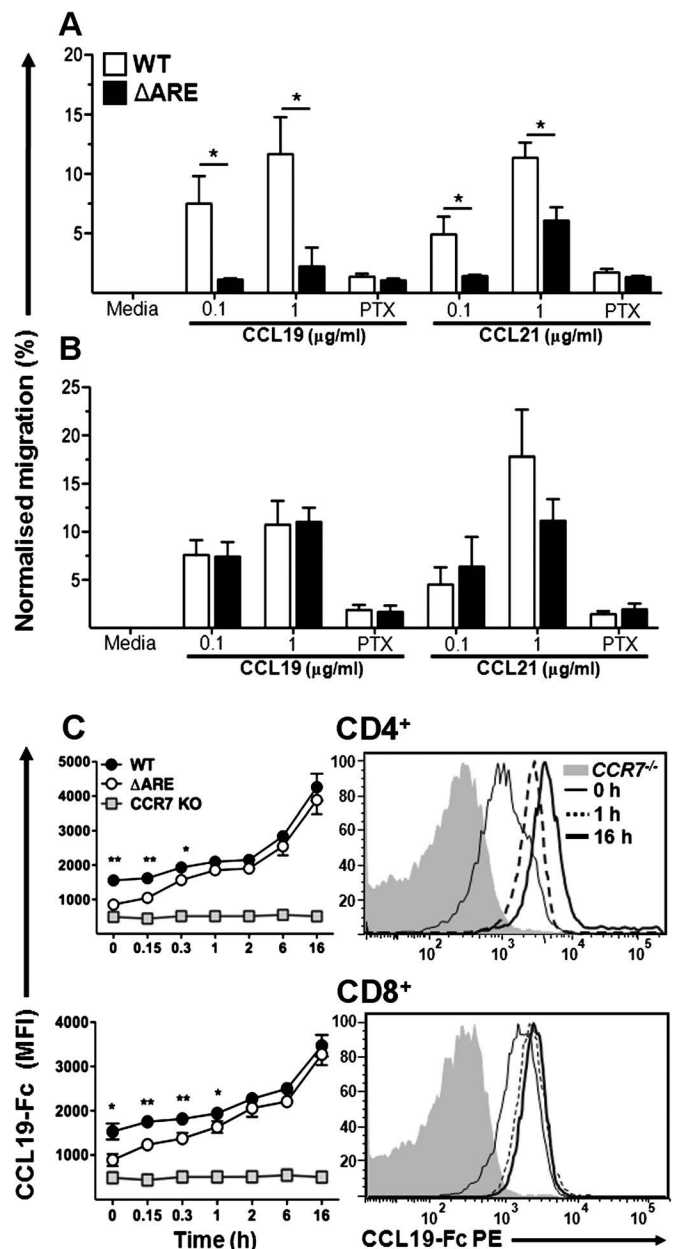 A
WT
ΔARE
20
15
10
5
* * * *
Media 0.1 1 PTX 0.1 1 PTX
CCL19 (μg/ml) CCL21 (μg/ml)
B
Normalised migration (%)
25
20
15
10
5
Media 0.1 1 PTX 0.1 1 PTX
CCL19 (μg/ml) CCL21 (μg/ml)
C
WT
ΔARE
CCR7 KO
5000
4000
3000
2000
1000
** ** *
0 0.15 0.3 1 2 6 16
CD4+
CCR7-/-
0 h
1 h
16 h
100
80
60
40
20
10² 10³ 10⁴ 10⁵
CCL19-Fc (MFI)
4000
3000
2000
1000
* ** ** *
0 0.15 0.3 1 2 6 16
Time (h)
CD8+
100
80
60
40
20
10² 10³ 10⁴ 10⁵
CCL19-Fc PE